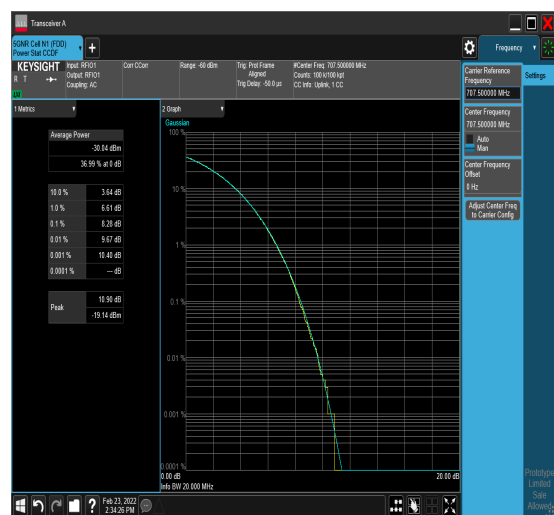 Transceiver A
5GNR Cell N1 (FDD)
Power Stat CCDF
Frequency
KEYSIGHT
R T
Input: RFIO1
Output: RFIO1
Coupling: AC
Corr CCorr
Range: -60 dBm
Trig: Prot Frame
Aligned
Trig Delay: -50.0 µs
#Center Freq: 707.500000 MHz
Counts: 100 k/100 kpt
CC Info: Uplink, 1 CC
1 Metrics
Average Power
-30.04 dBm
36.99 % at 0 dB
10.0 % 3.64 dB
1.0 % 6.61 dB
0.1 % 8.28 dB
0.01 % 9.67 dB
0.001 % 10.40 dB
0.0001 % --- dB
Peak
10.90 dB
-19.14 dBm
2 Graph
Gaussian
100 %
10 %
1 %
0.1 %
0.01 %
0.001 %
0.0001 %
0.00 dB
20.00 dB
Info BW 20.000 MHz
Carrier Reference
Frequency
707.500000 MHz
Center Frequency
707.500000 MHz
Auto
Man
Center Frequency
Offset
0 Hz
Adjust Center Freq
to Carrier Config
Settings
Prototype
Limited
Sale
Allowed
Feb 23, 2022
2:34:26 PM